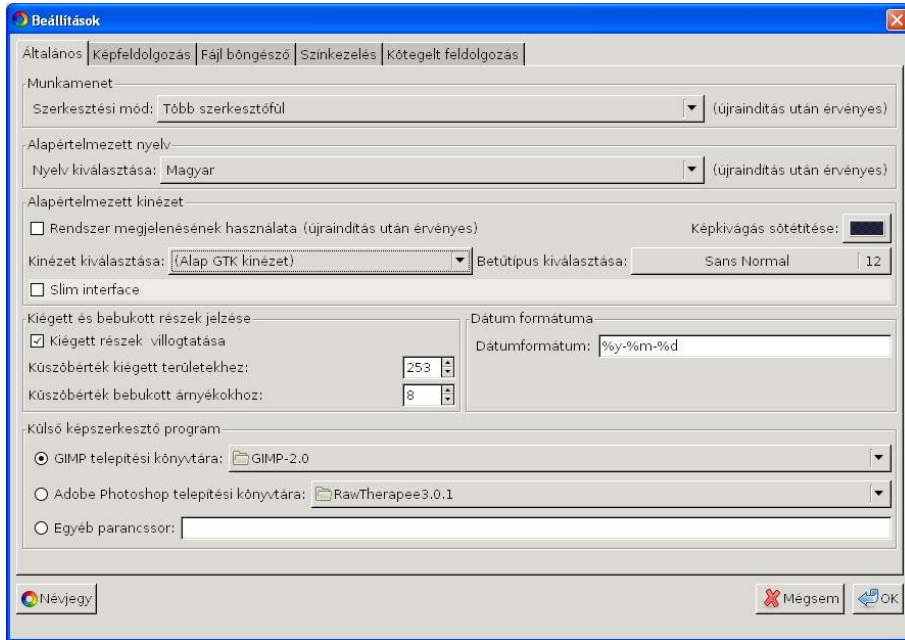 Beállítások
Általános Képfeldolgozás Fájl böngésző Színkezelés Kötegelt feldolgozás
Munkamenet
Szerkesztési mód: Több szerkesztőfül (újraindítás után érvényes)
Alapértelmezett nyelv
Nyelv kiválasztása: Magyar (újraindítás után érvényes)
Alapértelmezett kinézet
Rendszer megjelenésének használata (újraindítás után érvényes) Képkivágás sötétítése:
Kinézet kiválasztása: (Alap GTK kinézet) Betűtípus kiválasztása: Sans Normal 12
Slim interface
Kiégett és bebukott részek jelzése
Kiégett részek villogtatása
Küszöbérték kiégett területekhez: 253
Küszöbérték bebukott árnyékokhoz: 8
Dátum formátuma
Dátumformátum: %y-%m-%d
Külső képszerkesztő program
GIMP telepítési könyvtára: GIMP-2.0
Adobe Photoshop telepítési könyvtára: RawTherapee3.0.1
Egyéb parancssor:
Névjegy Mégsem OK